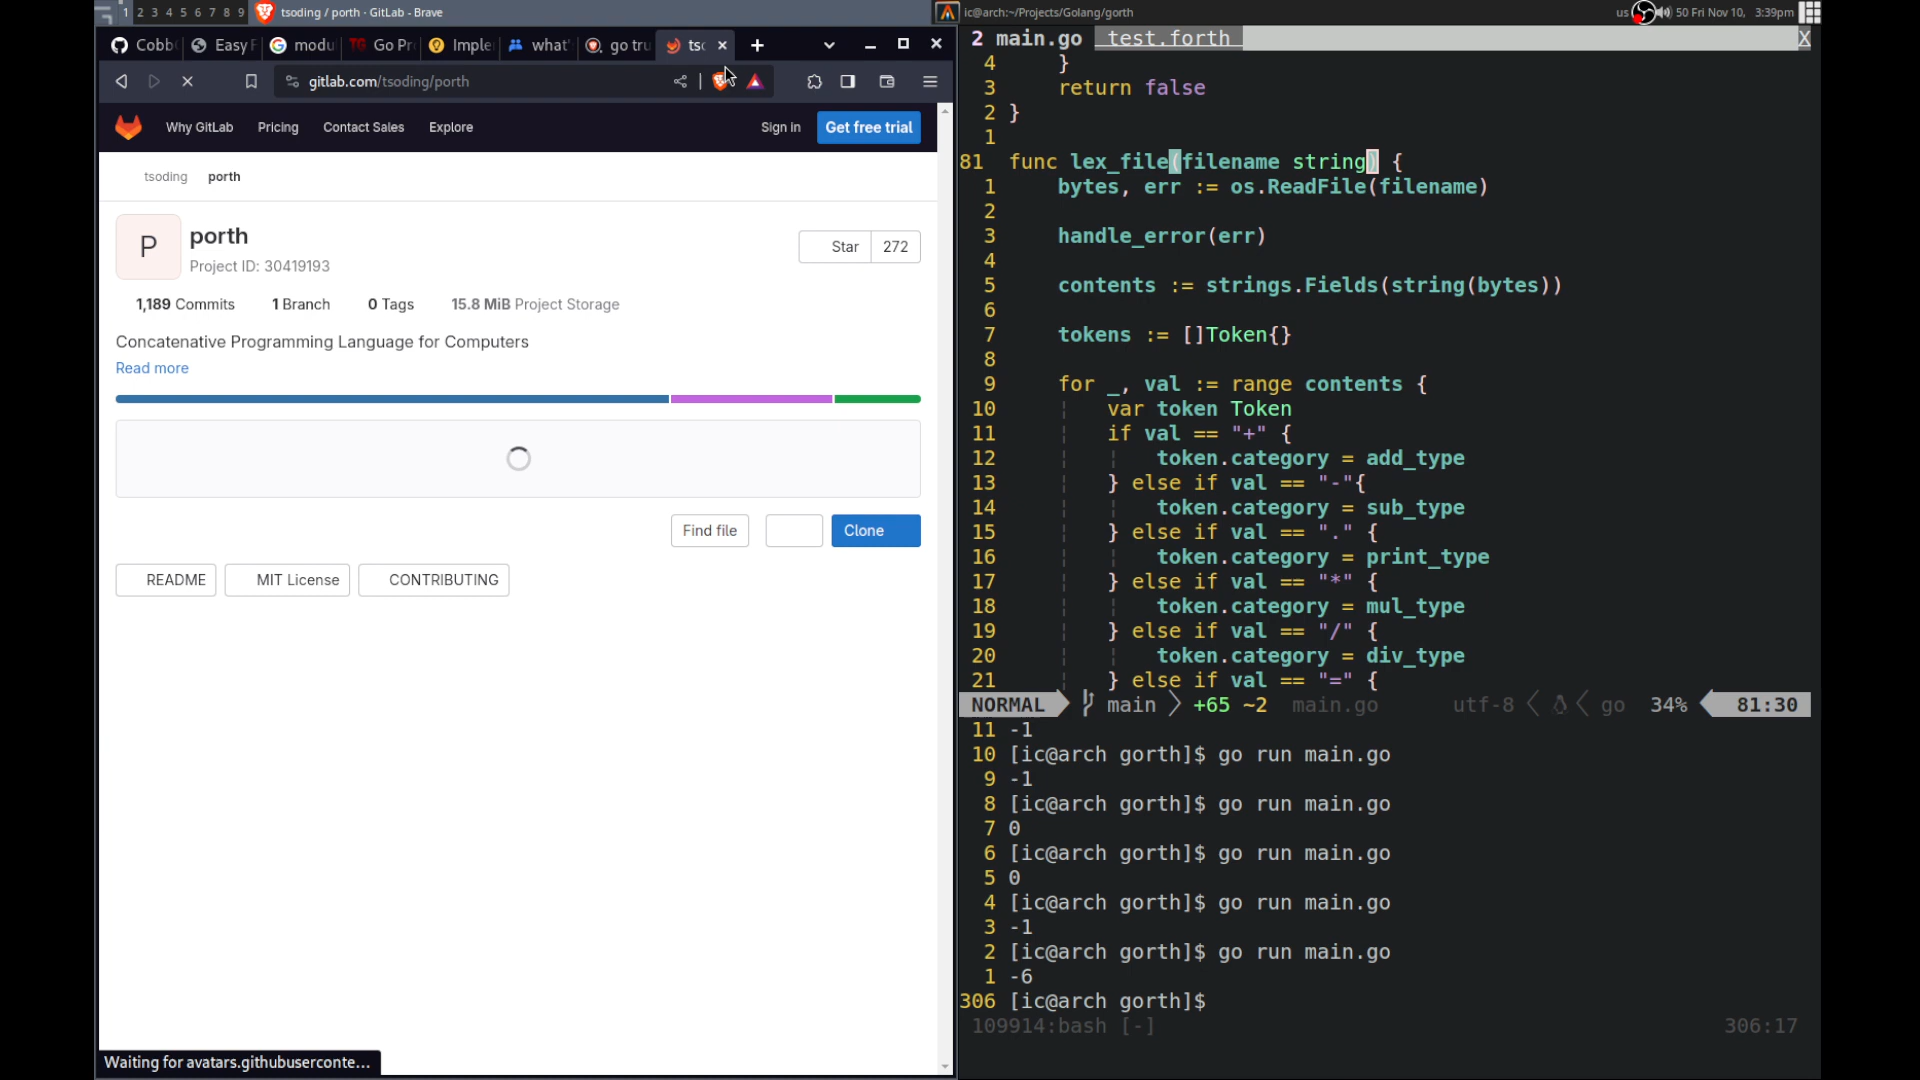 1 2 3 4 5 6 7 8 9 tsoding / porth · GitLab - Brave
ic@arch:~/Projects/Golang/gorth
us 50 Fri Nov 10, 3:39pm
Cobb Easy F modu Go Pr Imple what' go tru tsc
gitlab.com/tsoding/porth
Why GitLab Pricing Contact Sales Explore Sign in Get free trial
tsoding porth
P
porth
Project ID: 30419193
Star 272
1,189 Commits 1 Branch 0 Tags 15.8 MiB Project Storage
Concatenative Programming Language for Computers
Read more
Find file Clone
README MIT License CONTRIBUTING
Waiting for avatars.githubuserconte...
2 main.go test.forth X
4 }
3 return false
2 }
1
81 func lex_file(filename string) {
1 bytes, err := os.ReadFile(filename)
2
3 handle_error(err)
4
5 contents := strings.Fields(string(bytes))
6
7 tokens := []Token{}
8
9 for _, val := range contents {
10 var token Token
11 if val == "+" {
12 token.category = add_type
13 } else if val == "-"{
14 token.category = sub_type
15 } else if val == "." {
16 token.category = print_type
17 } else if val == "*" {
18 token.category = mul_type
19 } else if val == "/" {
20 token.category = div_type
21 } else if val == "=" {
NORMAL main +65 ~2 main.go utf-8 go 34% 81:30
11 -1
10 [ic@arch gorth]$ go run main.go
9 -1
8 [ic@arch gorth]$ go run main.go
7 0
6 [ic@arch gorth]$ go run main.go
5 0
4 [ic@arch gorth]$ go run main.go
3 -1
2 [ic@arch gorth]$ go run main.go
1 -6
306 [ic@arch gorth]$
109914:bash [-] 306:17